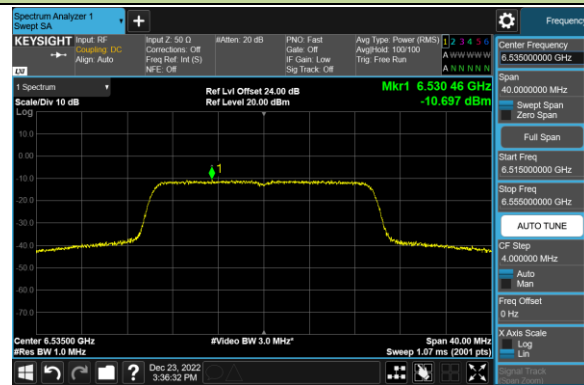 Spectrum Analyzer 1
Swept SA
+
Frequency
KEYSIGHT
Input: RF
Coupling: DC
Align: Auto
Input Z: 50 Ω
Corrections: Off
Freq Ref: Int (S)
NFE: Off
#Atten: 20 dB
PNO: Fast
Gate: Off
IF Gain: Low
Sig Track: Off
Avg Type: Power (RMS)
Avg|Hold: 100/100
Trig: Free Run
1 2 3 4 5 6
A W W W W W
A N N N N N
LXI
1 Spectrum
Scale/Div 10 dB
Log
Ref Lvl Offset 24.00 dB
Ref Level 20.00 dBm
Mkr1 6.530 46 GHz
-10.697 dBm
10.0
0.00
-10.0
-20.0
-30.0
-40.0
-50.0
-60.0
-70.0
1
Center 6.53500 GHz
#Res BW 1.0 MHz
#Video BW 3.0 MHz*
Span 40.00 MHz
Sweep 1.07 ms (2001 pts)
Center Frequency
6.535000000 GHz
Span
40.0000000 MHz
Swept Span
Zero Span
Full Span
Start Freq
6.515000000 GHz
Stop Freq
6.555000000 GHz
AUTO TUNE
CF Step
4.000000 MHz
Auto
Man
Freq Offset
0 Hz
X Axis Scale
Log
Lin
Signal Track
(Span Zoom)
?
Dec 23, 2022
3:36:32 PM